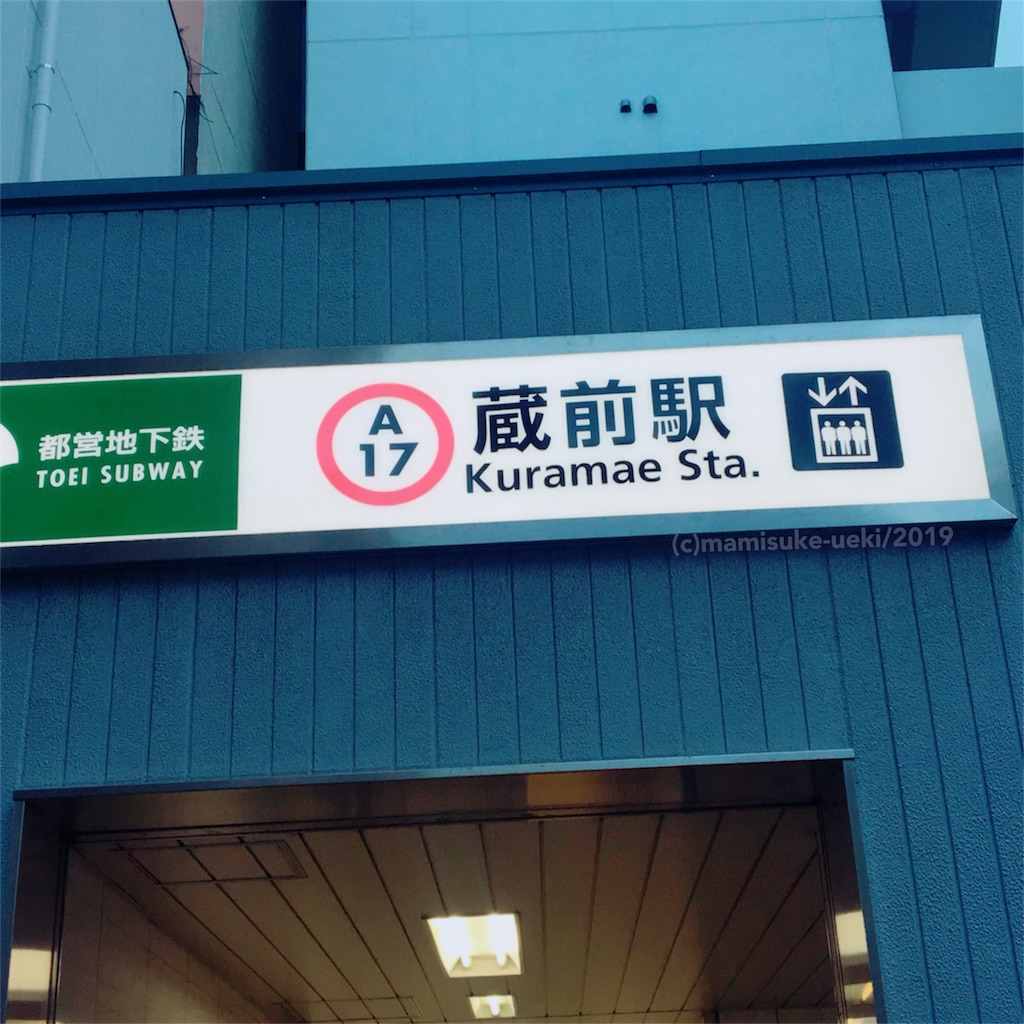 都営地下鉄
TOEI SUBWAY
A
17
蔵前駅
Kuramae Sta.
(c)mamisuke-ueki/2019